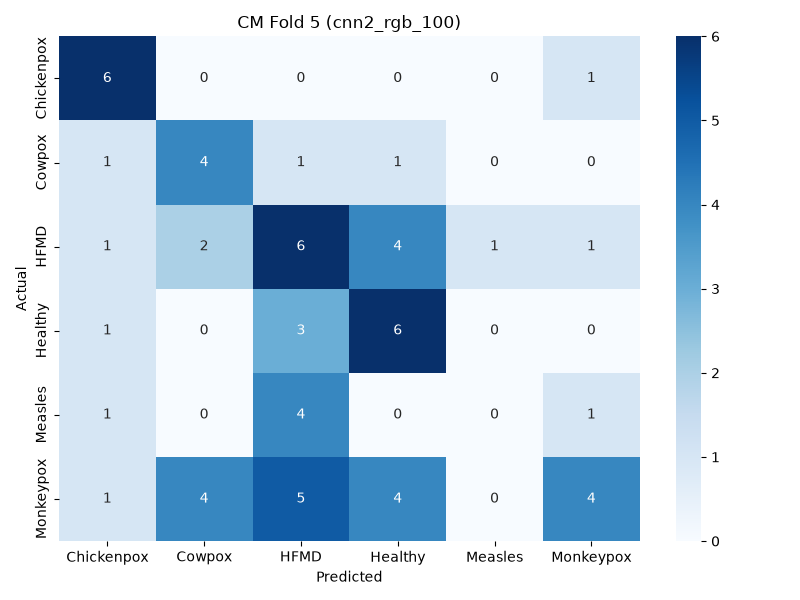 CM Fold 5 (cnn2_rgb_100)
Actual
Chickenpox 6 0 0 0 0 1
Cowpox 1 4 1 1 0 0
HFMD 1 2 6 4 1 1
Healthy 1 0 3 6 0 0
Measles 1 0 4 0 0 1
Monkeypox 1 4 5 4 0 4
Chickenpox Cowpox HFMD Healthy Measles Monkeypox
Predicted
6
5
4
3
2
1
0